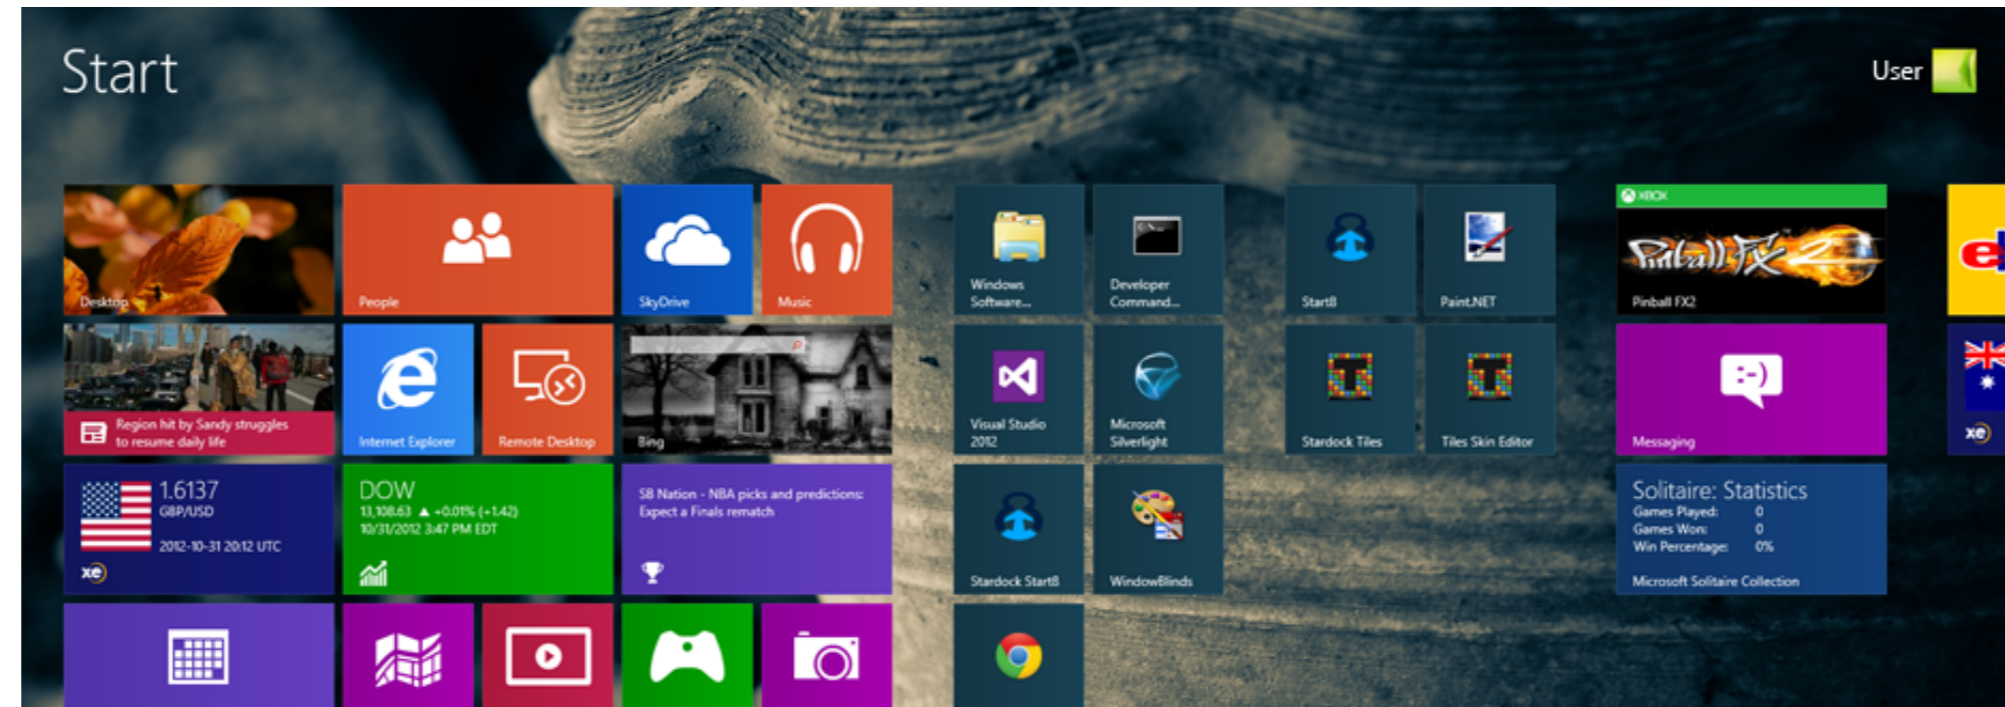 Start
User
Desktop
People
SkyDrive
Music
Windows
Software...
Developer
Command...
Start8
Paint.NET
XBOX
Pinball FX2
Pinball FX2
e
Region hit by Sandy struggles
to resume daily life
Internet Explorer
Remote Desktop
Bing
Visual Studio
2012
Microsoft
Silverlight
T
Stardock Tiles
T
Tiles Skin Editor
:-)
Messaging
xe
1.6137
GBP/USD
2012-10-31 20:12 UTC
xe
DOW
13,108.63 ▲ +0.01% (+1.42)
10/31/2012 3:47 PM EDT
SB Nation - NBA picks and predictions:
Expect a Finals rematch
Stardock Start8
WindowBlinds
Solitaire: Statistics
Games Played: 0
Games Won: 0
Win Percentage: 0%
Microsoft Solitaire Collection